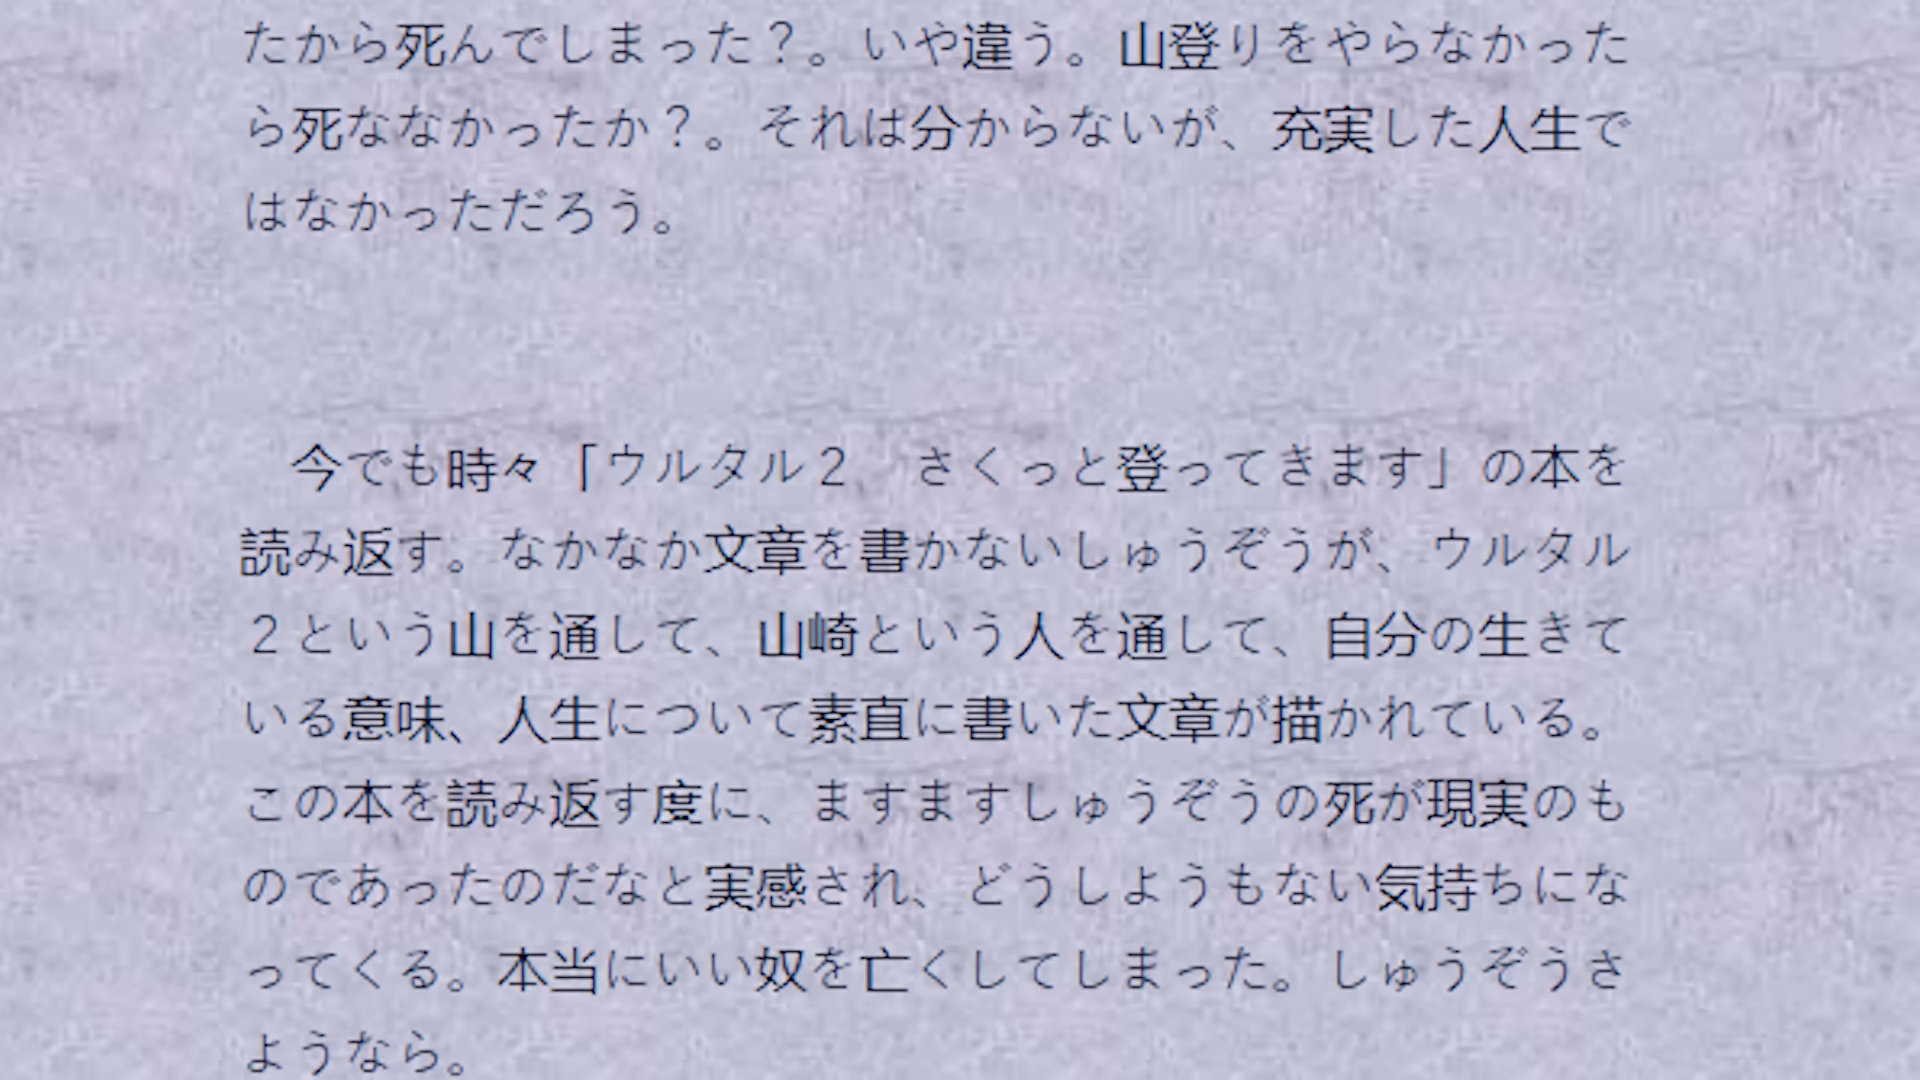 たから死んでしまった？。いや違う。山登りをやらなかった
ら死ななかったか？。それは分からないが、充実した人生で
はなかっただろう。
　今でも時々「ウルタル２　さくっと登ってきます」の本を
読み返す。なかなか文章を書かないしゅうぞうが、ウルタル
２という山を通して、山崎という人を通して、自分の生きて
いる意味、人生について素直に書いた文章が描かれている。
この本を読み返す度に、ますますしゅうぞうの死が現実のも
のであったのだなと実感され、どうしようもない気持ちにな
ってくる。本当にいい奴を亡くしてしまった。しゅうぞうさ
ようなら。